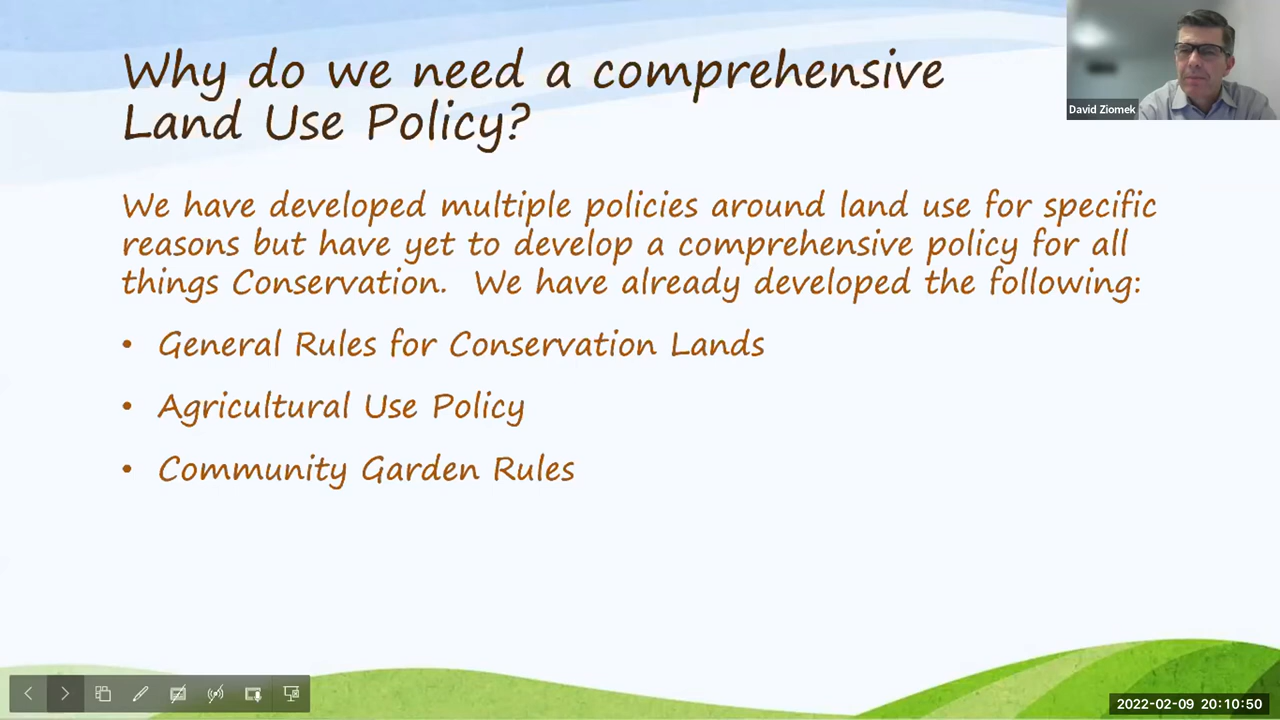 Why do we need a comprehensive
Land Use Policy?
David Ziomek
We have developed multiple policies around land use for specific
reasons but have yet to develop a comprehensive policy for all
things Conservation.  We have already developed the following:
• General Rules for Conservation Lands
• Agricultural Use Policy
• Community Garden Rules
2022-02-09 20:10:50